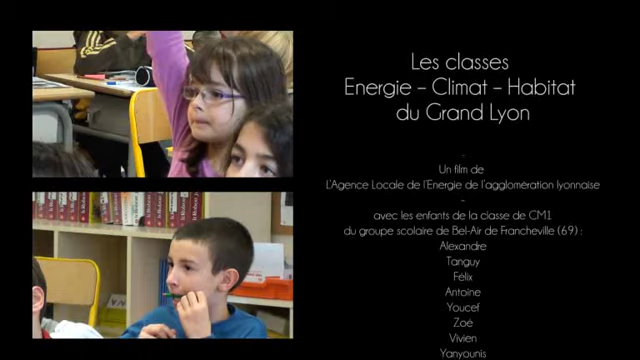 Les classes
Energie – Climat – Habitat
du Grand Lyon
-
Un film de
L'Agence Locale de l'Energie de l'agglomération lyonnaise
-
avec les enfants de la classe de CM1
du groupe scolaire de Bel-Air de Francheville (69) :
Alexandre
Tanguy
Félix
Antoine
Youcef
Zoé
Vivien
Yanyounis